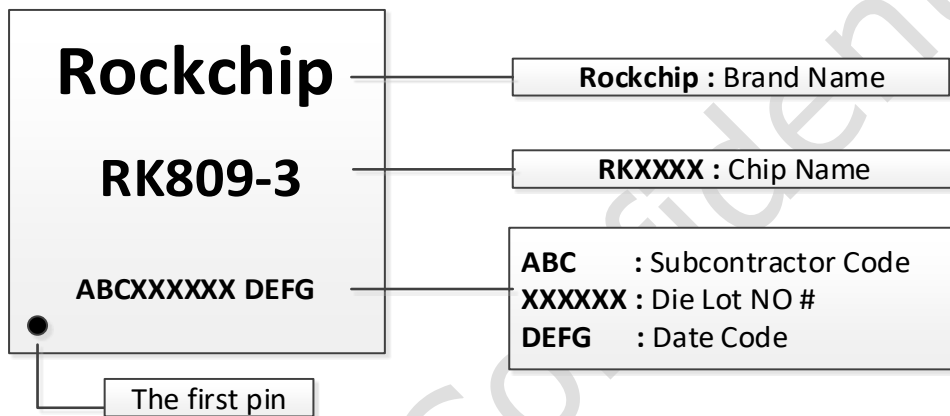 Rockchip
RK809-3
ABCXXXXXX DEFG
The first pin
Rockchip : Brand Name
RKXXXX : Chip Name
ABC : Subcontractor Code
XXXXXX : Die Lot NO #
DEFG : Date Code
Confident